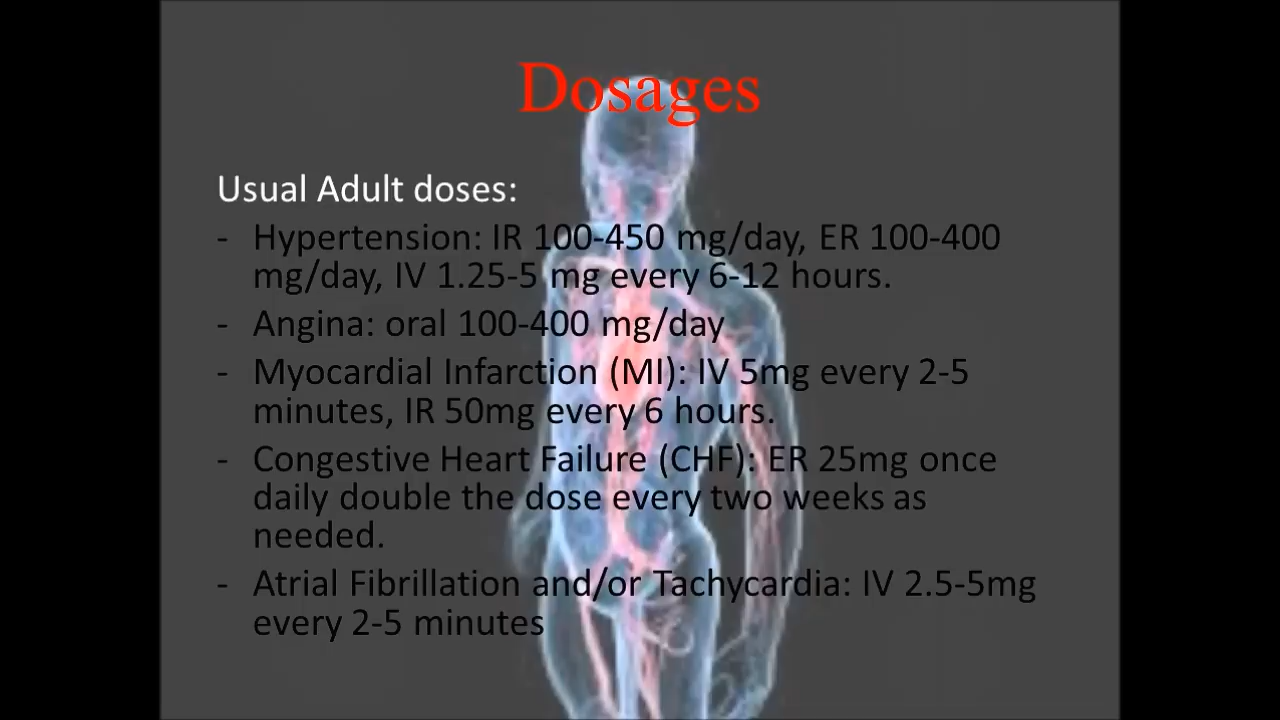 Dosages
Usual Adult doses:
- Hypertension: IR 100-450 mg/day, ER 100-400
mg/day, IV 1.25-5 mg every 6-12 hours.
- Angina: oral 100-400 mg/day
- Myocardial Infarction (MI): IV 5mg every 2-5
minutes, IR 50mg every 6 hours.
- Congestive Heart Failure (CHF): ER 25mg once
daily double the dose every two weeks as
needed.
- Atrial Fibrillation and/or Tachycardia: IV 2.5-5mg
every 2-5 minutes